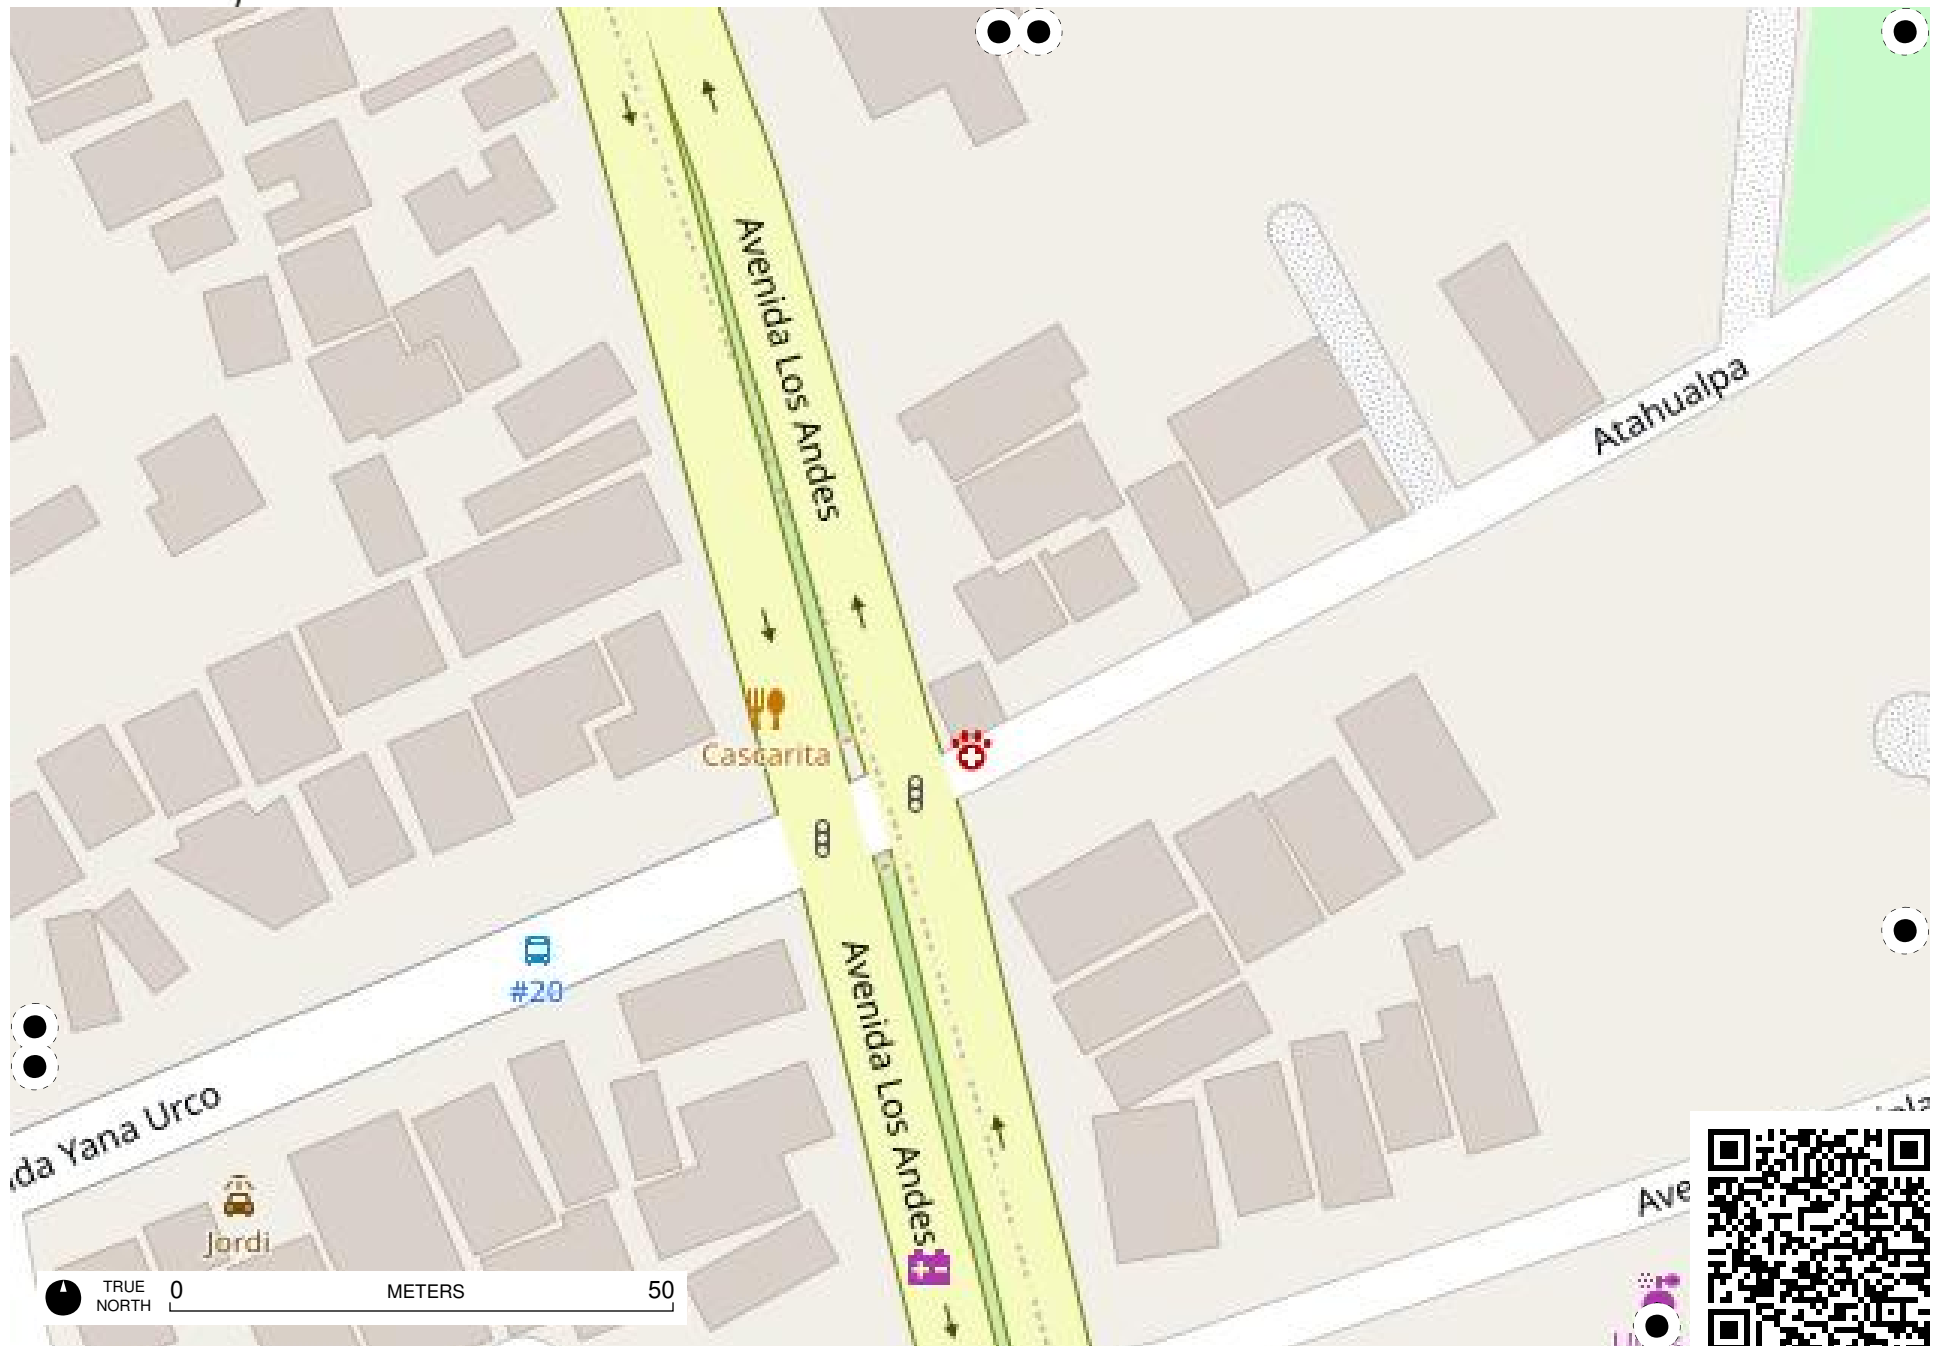 Avenida Los Andes
Atahualpa
Cascarita
#20
Avenida Los Andes
da Yana Urco
Jordi
Ave
TRUE
NORTH
0 METERS 50